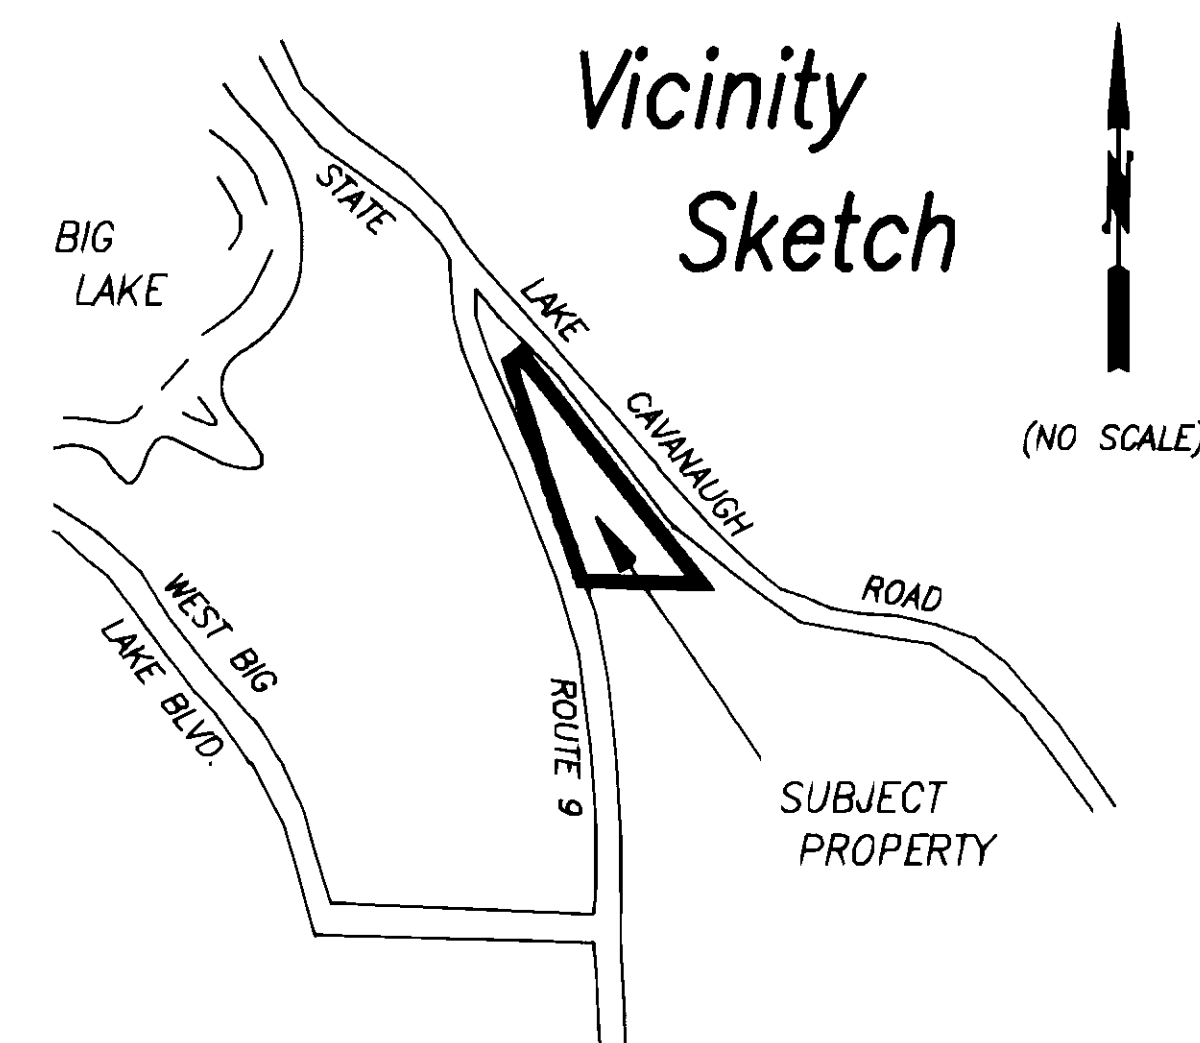 Vicinity
Sketch
N
(NO SCALE)
BIG
LAKE
STATE
LAKE
CAVANAUGH
ROAD
WEST BIG
LAKE BLVD.
ROUTE 9
SUBJECT
PROPERTY